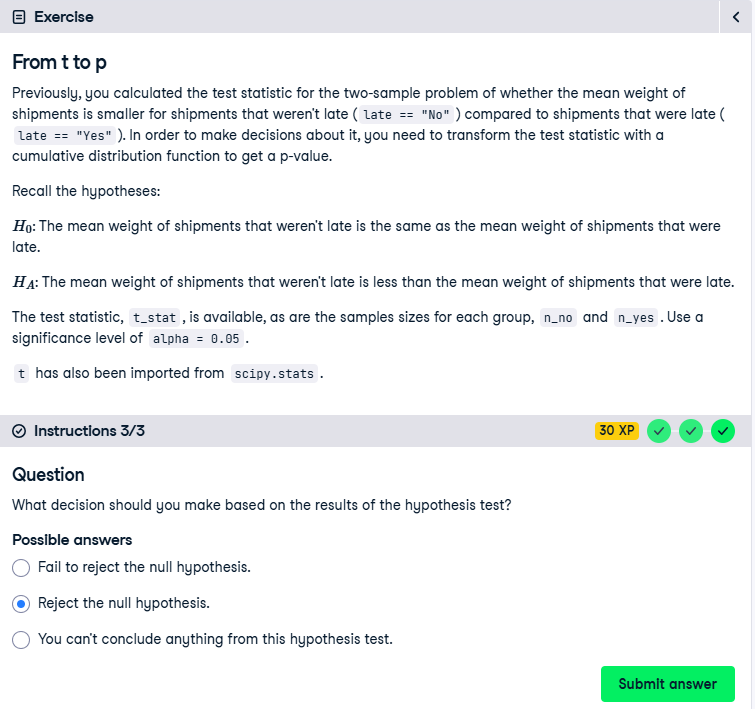 Exercise
From t to p
Previously, you calculated the test statistic for the two-sample problem of whether the mean weight of
shipments is smaller for shipments that weren't late ( late == "No" ) compared to shipments that were late (
late == "Yes" ). In order to make decisions about it, you need to transform the test statistic with a
cumulative distribution function to get a p-value.
Recall the hypotheses:
H₀: The mean weight of shipments that weren't late is the same as the mean weight of shipments that were
late.
H_A: The mean weight of shipments that weren't late is less than the mean weight of shipments that were late.
The test statistic, t_stat , is available, as are the samples sizes for each group, n_no and n_yes . Use a
significance level of alpha = 0.05 .
t has also been imported from scipy.stats .
Instructions 3/3 30 XP
Question
What decision should you make based on the results of the hypothesis test?
Possible answers
Fail to reject the null hypothesis.
Reject the null hypothesis.
You can't conclude anything from this hypothesis test.
Submit answer